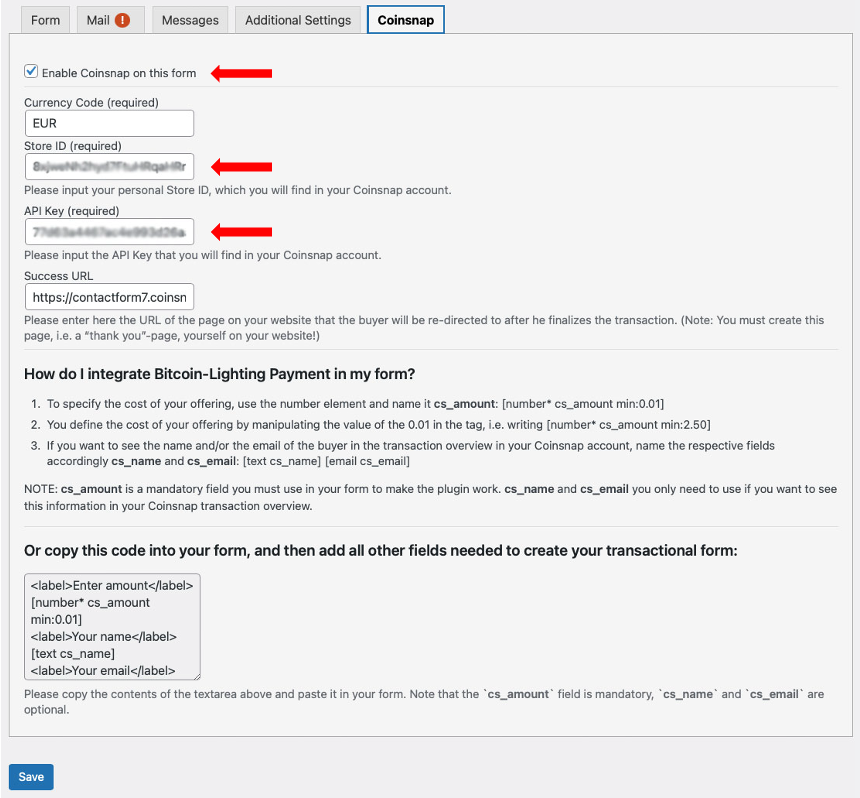 Form
Mail !
Messages
Additional Settings
Coinsnap
Enable Coinsnap on this form
Currency Code (required)
EUR
Store ID (required)
Please input your personal Store ID, which you will find in your Coinsnap account.
API Key (required)
Please input the API Key that you will find in your Coinsnap account.
Success URL
https://contactform7.coinsn
Please enter here the URL of the page on your website that the buyer will be re-directed to after he finalizes the transaction. (Note: You must create this
page, i.e. a “thank you”-page, yourself on your website!)
How do I integrate Bitcoin-Lighting Payment in my form?
1. To specify the cost of your offering, use the number element and name it cs_amount: [number* cs_amount min:0.01]
2. You define the cost of your offering by manipulating the value of the 0.01 in the tag, i.e. writing [number* cs_amount min:2.50]
3. If you want to see the name and/or the email of the buyer in the transaction overview in your Coinsnap account, name the respective fields
accordingly cs_name and cs_email: [text cs_name] [email cs_email]
NOTE: cs_amount is a mandatory field you must use in your form to make the plugin work. cs_name and cs_email you only need to use if you want to see
this information in your Coinsnap transaction overview.
Or copy this code into your form, and then add all other fields needed to create your transactional form:
<label>Enter amount</label>
[number* cs_amount
min:0.01]
<label>Your name</label>
[text cs_name]
<label>Your email</label>
Please copy the contents of the textarea above and paste it in your form. Note that the `cs_amount` field is mandatory, `cs_name` and `cs_email` are
optional.
Save